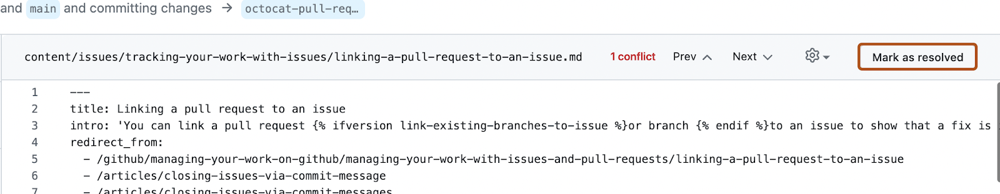 and main and committing changes → octocat-pull-req…
content/issues/tracking-your-work-with-issues/linking-a-pull-request-to-an-issue.md 1 conflict Prev Next Mark as resolved
1 ---
2 title: Linking a pull request to an issue
3 intro: 'You can link a pull request {% ifversion link-existing-branches-to-issue %}or branch {% endif %}to an issue to show that a fix is
4 redirect_from:
5 - /github/managing-your-work-on-github/managing-your-work-with-issues-and-pull-requests/linking-a-pull-request-to-an-issue
6 - /articles/closing-issues-via-commit-message
7 - /articles/closing-issues-via-commit-messages